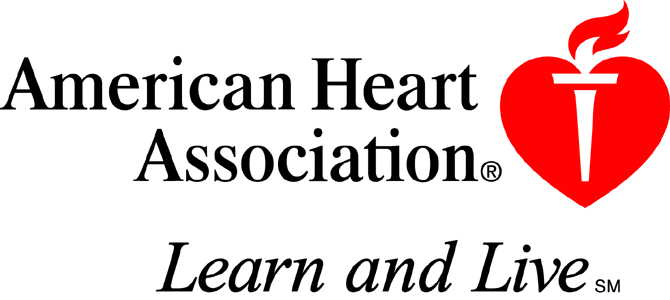 American Heart
Association®
Learn and Live℠